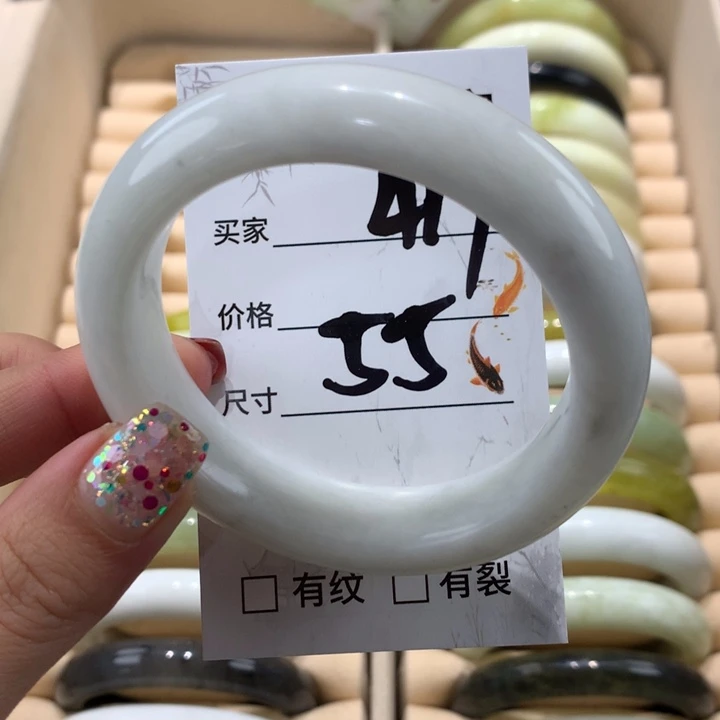 买家
价格
55
尺寸
□ 有纹 □ 有裂